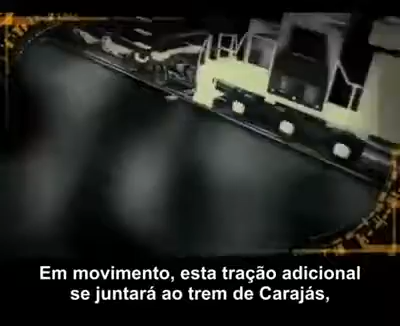 Em movimento, esta tração adicional
se juntará ao trem de Carajás,